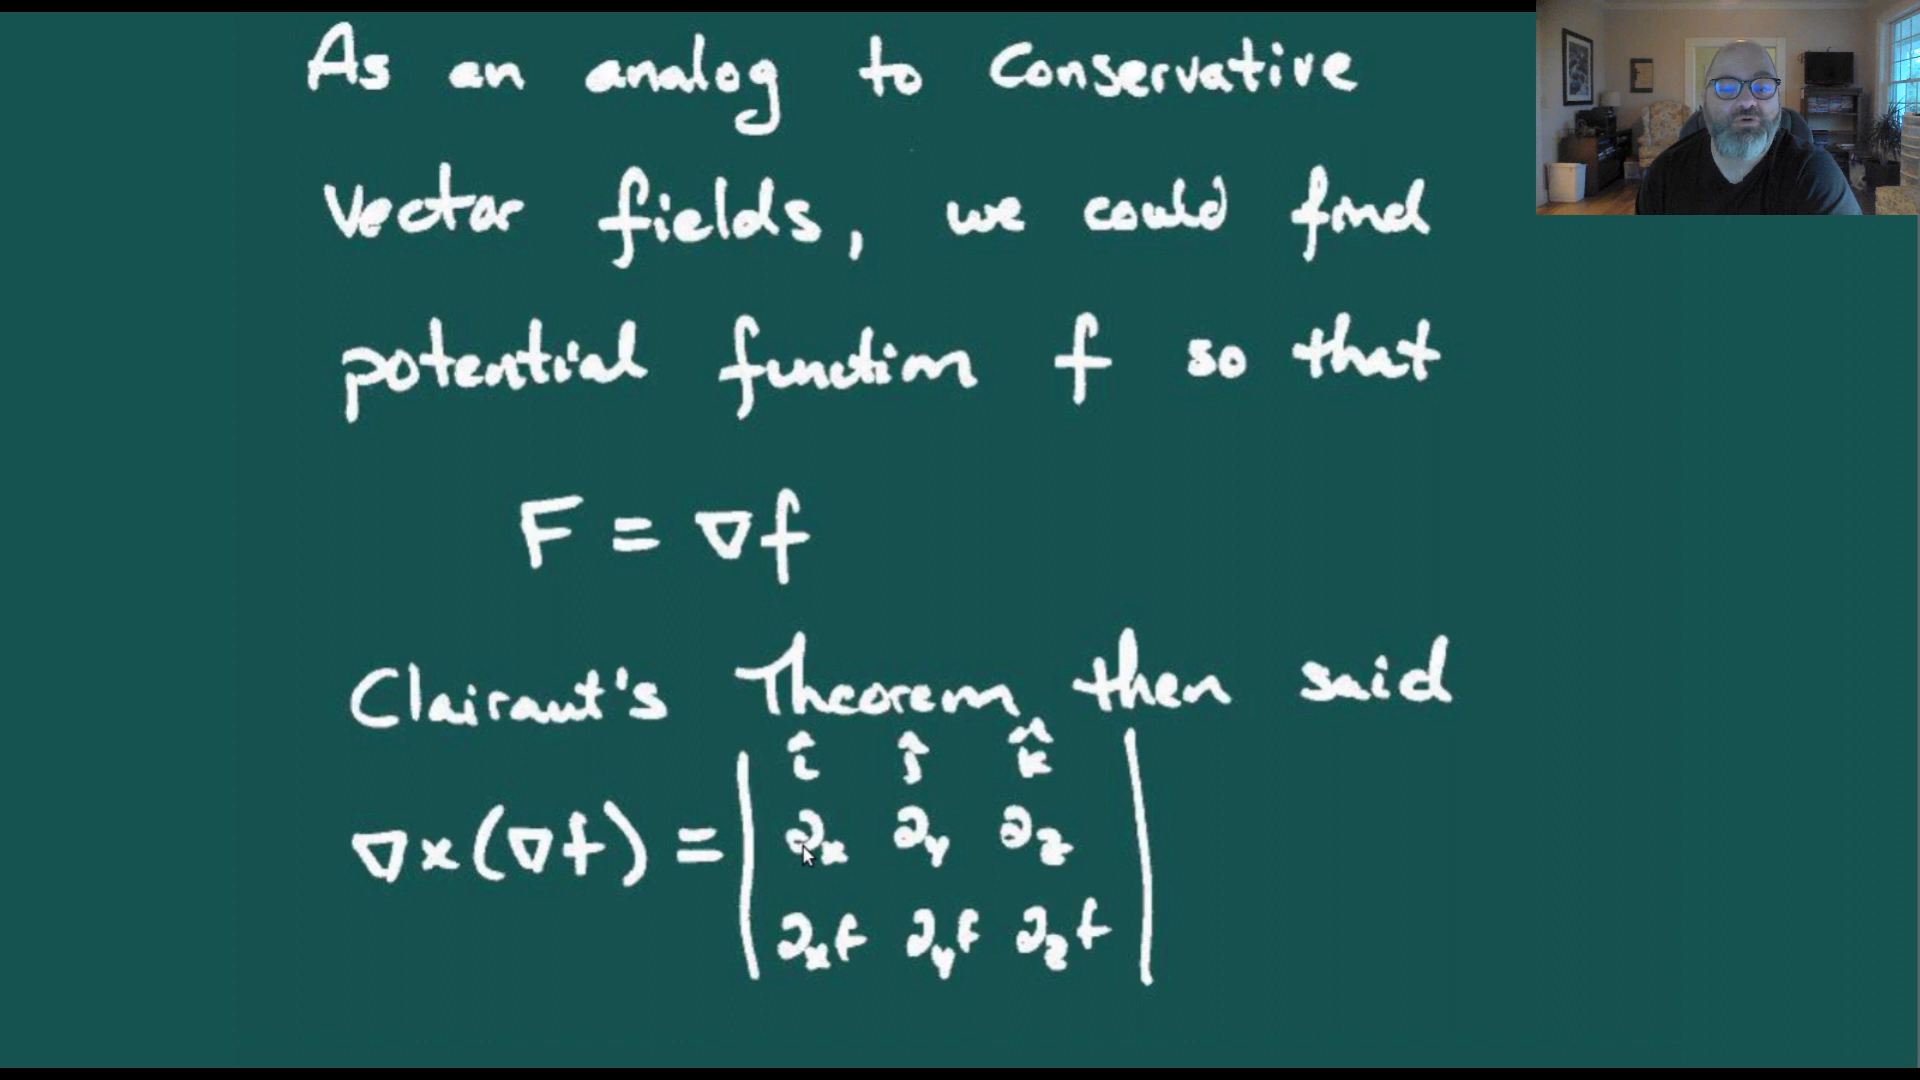 As an analog to Conservative
Vector fields, we could find
potential function f so that
F = ∇f
Clairaut's Theorem then said
∇×(∇f) = | î ĵ k̂ |
| ∂x ∂y ∂z |
| ∂xf ∂yf ∂zf |